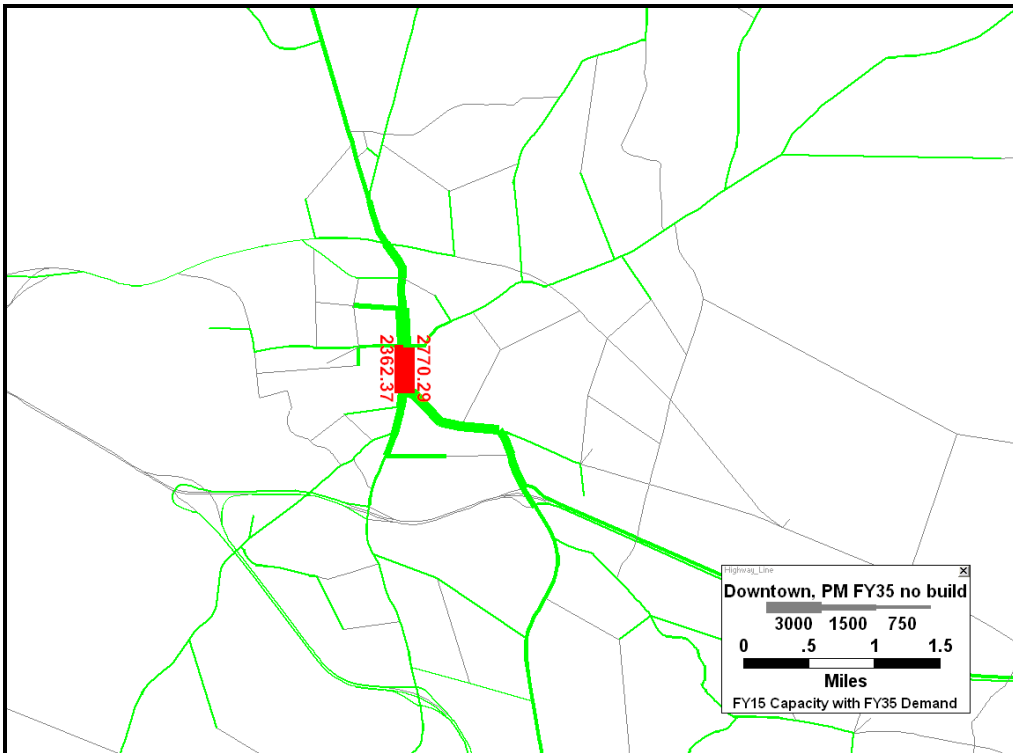 2362.37
2770.29
Highway_Line
Downtown, PM FY35 no build
3000 1500 750
0 .5 1 1.5
Miles
FY15 Capacity with FY35 Demand